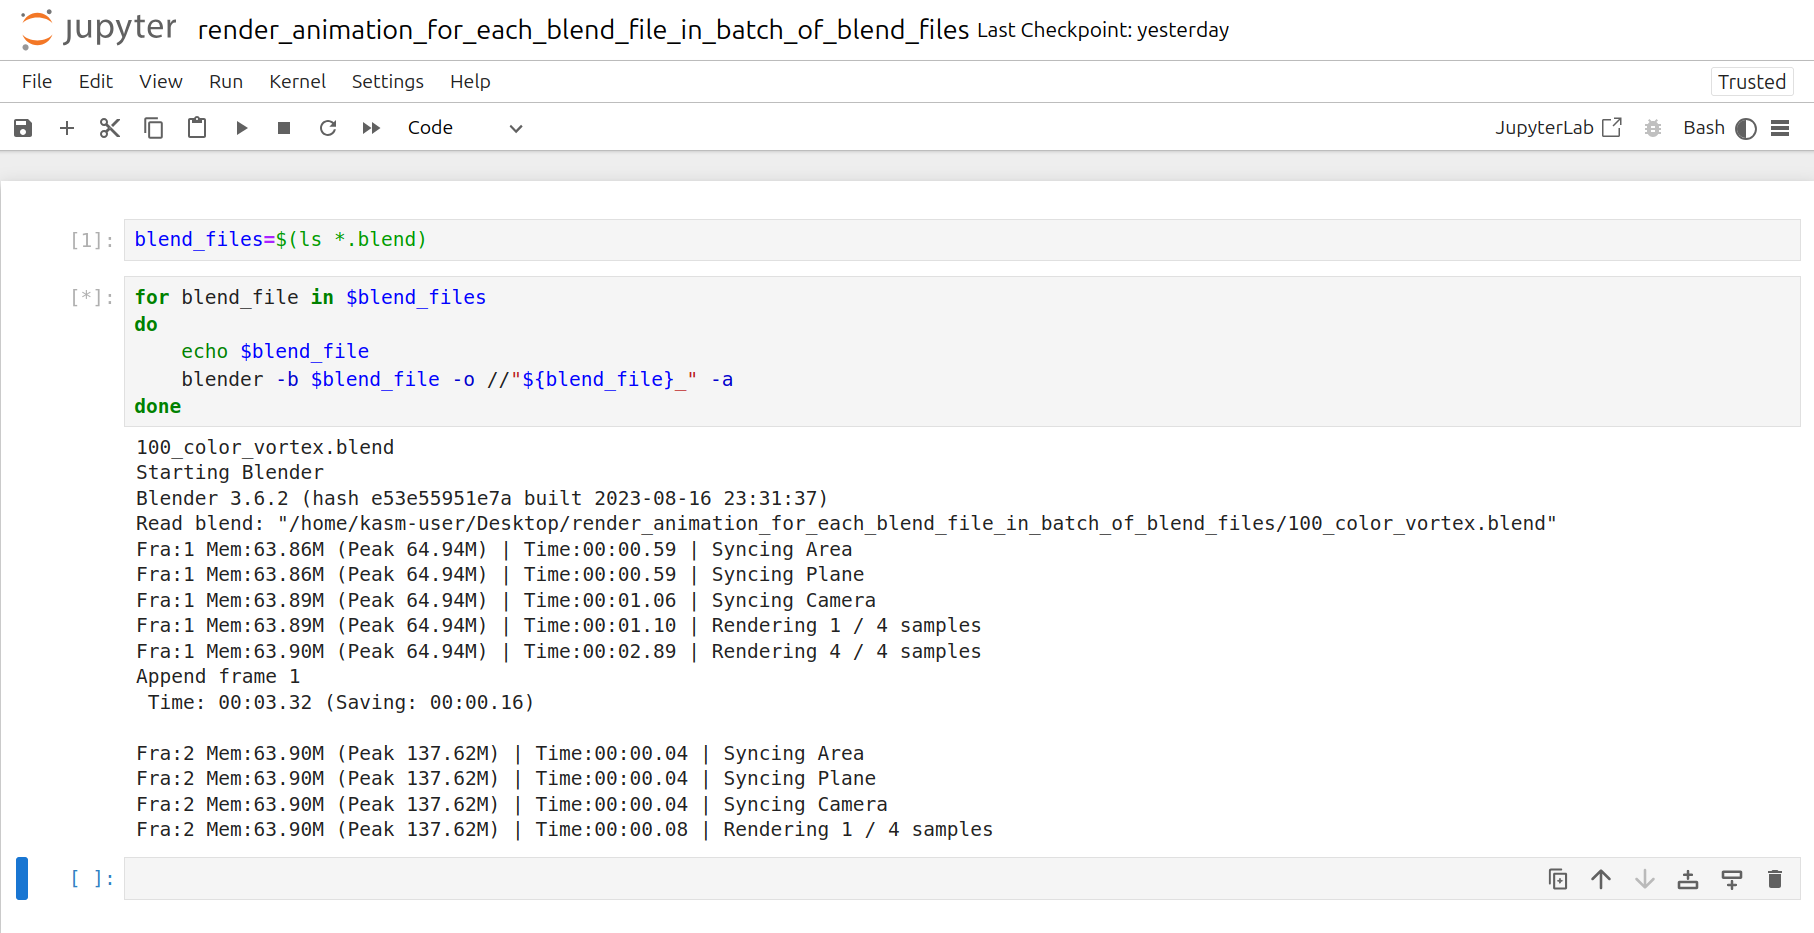 jupyter render_animation_for_each_blend_file_in_batch_of_blend_files Last Checkpoint: yesterday
File Edit View Run Kernel Settings Help Trusted
Code JupyterLab Bash
[1]: blend_files=$(ls *.blend)
[*]: for blend_file in $blend_files
do
    echo $blend_file
    blender -b $blend_file -o //"${blend_file}_" -a
done
100_color_vortex.blend
Starting Blender
Blender 3.6.2 (hash e53e55951e7a built 2023-08-16 23:31:37)
Read blend: "/home/kasm-user/Desktop/render_animation_for_each_blend_file_in_batch_of_blend_files/100_color_vortex.blend"
Fra:1 Mem:63.86M (Peak 64.94M) | Time:00:00.59 | Syncing Area
Fra:1 Mem:63.86M (Peak 64.94M) | Time:00:00.59 | Syncing Plane
Fra:1 Mem:63.89M (Peak 64.94M) | Time:00:01.06 | Syncing Camera
Fra:1 Mem:63.89M (Peak 64.94M) | Time:00:01.10 | Rendering 1 / 4 samples
Fra:1 Mem:63.90M (Peak 64.94M) | Time:00:02.89 | Rendering 4 / 4 samples
Append frame 1
 Time: 00:03.32 (Saving: 00:00.16)

Fra:2 Mem:63.90M (Peak 137.62M) | Time:00:00.04 | Syncing Area
Fra:2 Mem:63.90M (Peak 137.62M) | Time:00:00.04 | Syncing Plane
Fra:2 Mem:63.90M (Peak 137.62M) | Time:00:00.04 | Syncing Camera
Fra:2 Mem:63.90M (Peak 137.62M) | Time:00:00.08 | Rendering 1 / 4 samples
[ ]: